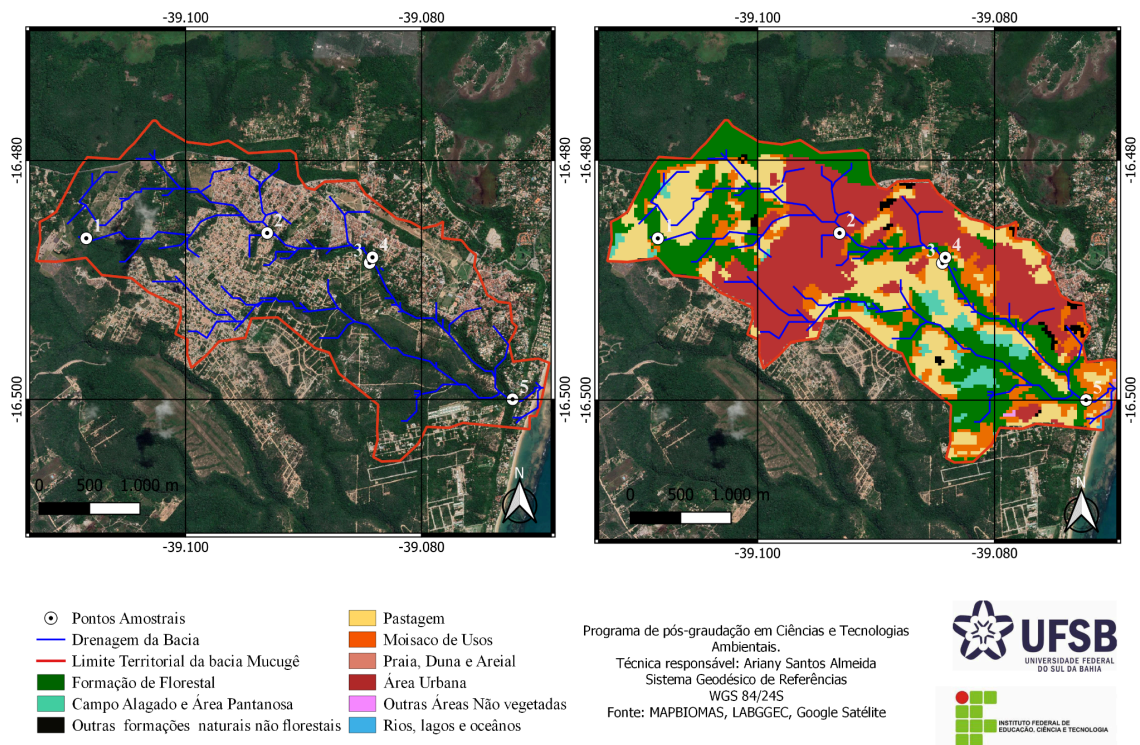 -39.100
-39.080
-39.100
-39.080
-16.480
-16.480
-16.480
1
2
3
4
1
2
3
4
-16.500
-16.500
-16.500
5
5
N
N
0
500
1.000 m
0
500
1.000 m
-39.100
-39.080
-39.100
-39.080
Pontos Amostrais
Drenagem da Bacia
Limite Territorial da bacia Mucugê
Formação de Florestal
Campo Alagado e Área Pantanosa
Outras formações naturais não florestais
Pastagem
Moisaco de Usos
Praia, Duna e Areial
Área Urbana
Outras Áreas Não vegetadas
Rios, lagos e oceânos
Programa de pós-graudação em Ciências e Tecnologias
Ambientais.
Técnica responsável: Ariany Santos Almeida
Sistema Geodésico de Referências
WGS 84/24S
Fonte: MAPBIOMAS, LABGGEC, Google Satélite
UFSB
UNIVERSIDADE FEDERAL
DO SUL DA BAHIA
INSTITUTO FEDERAL DE
EDUCAÇÃO, CIÊNCIA E TECNOLOGIA